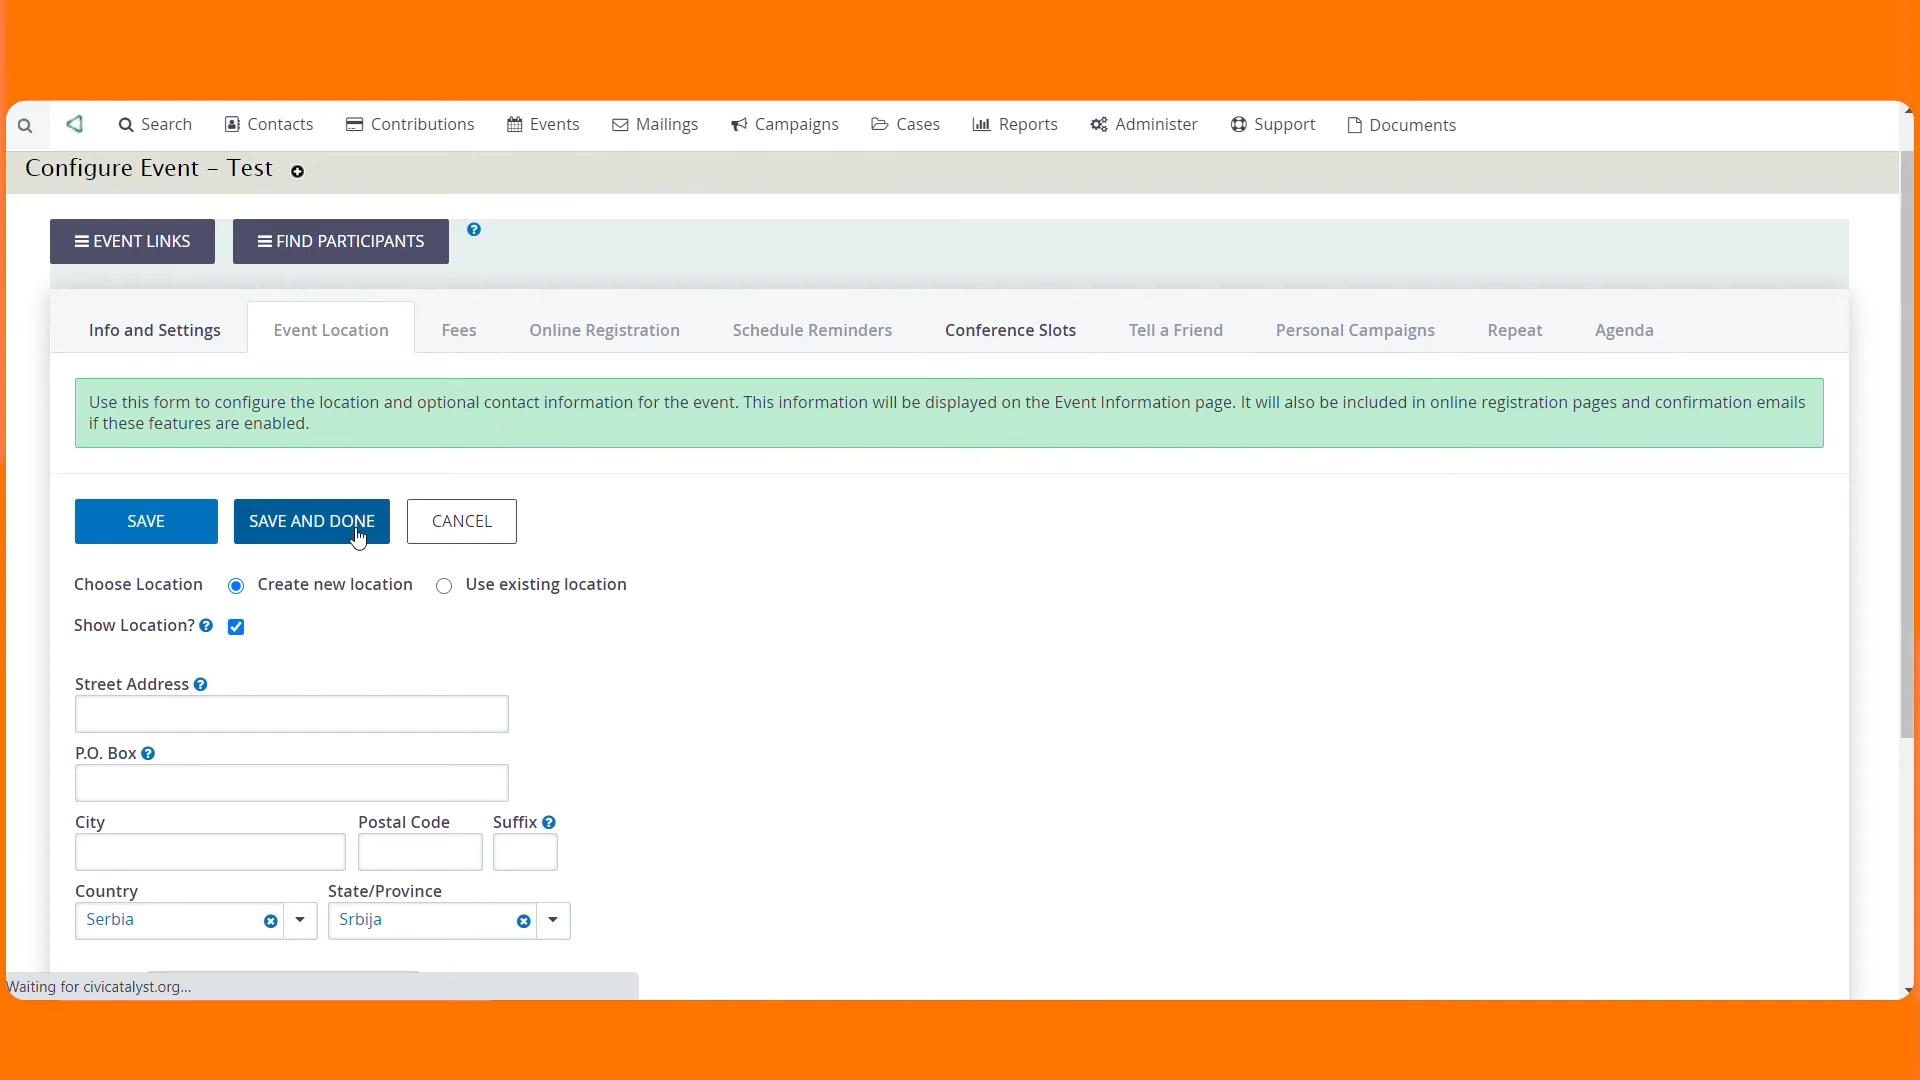 Search Contacts Contributions Events Mailings Campaigns Cases Reports Administer Support Documents
Configure Event – Test
EVENT LINKS FIND PARTICIPANTS
Info and Settings Event Location Fees Online Registration Schedule Reminders Conference Slots Tell a Friend Personal Campaigns Repeat Agenda
Use this form to configure the location and optional contact information for the event. This information will be displayed on the Event Information page. It will also be included in online registration pages and confirmation emails
if these features are enabled.
SAVE SAVE AND DONE CANCEL
Choose Location Create new location Use existing location
Show Location?
Street Address
P.O. Box
City Postal Code Suffix
Country State/Province
Serbia Srbija
Waiting for civicatalyst.org...